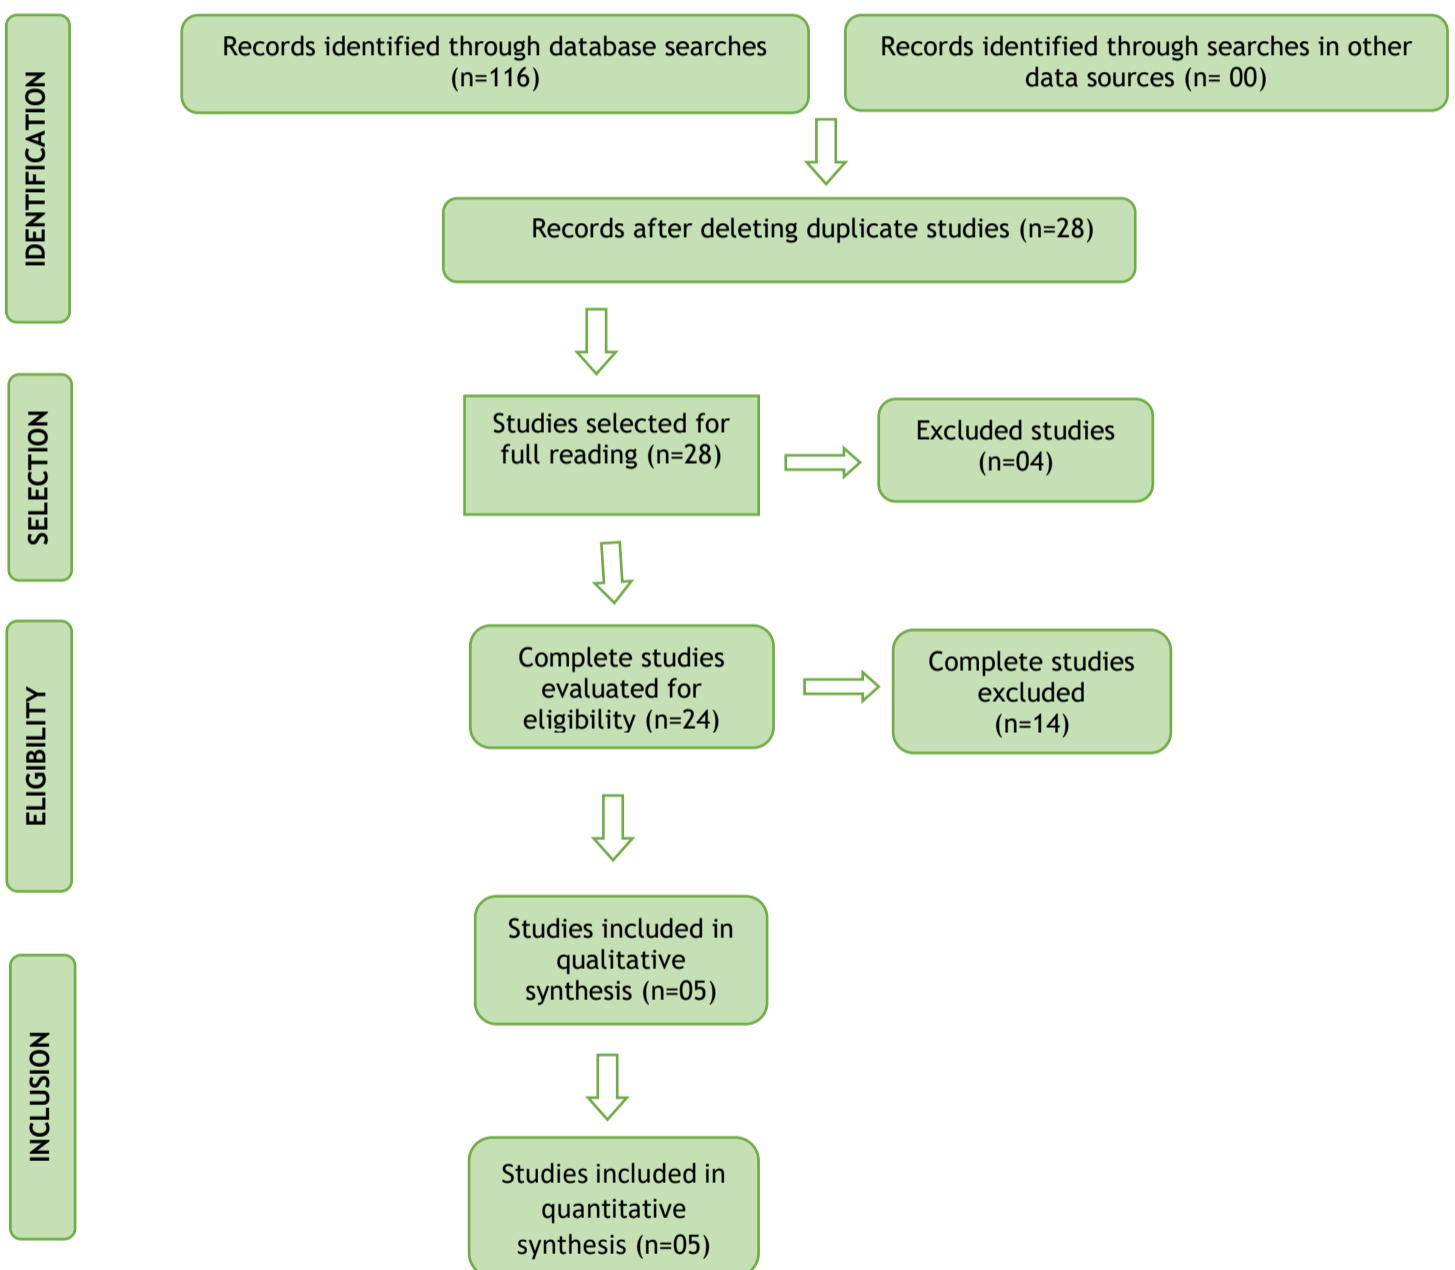 IDENTIFICATION
Records identified through database searches
(n=116)
Records identified through searches in other
data sources (n= 00)
Records after deleting duplicate studies (n=28)
SELECTION
Studies selected for
full reading (n=28)
Excluded studies
(n=04)
ELIGIBILITY
Complete studies
evaluated for
eligibility (n=24)
Complete studies
excluded
(n=14)
INCLUSION
Studies included in
qualitative
synthesis (n=05)
Studies included in
quantitative
synthesis (n=05)